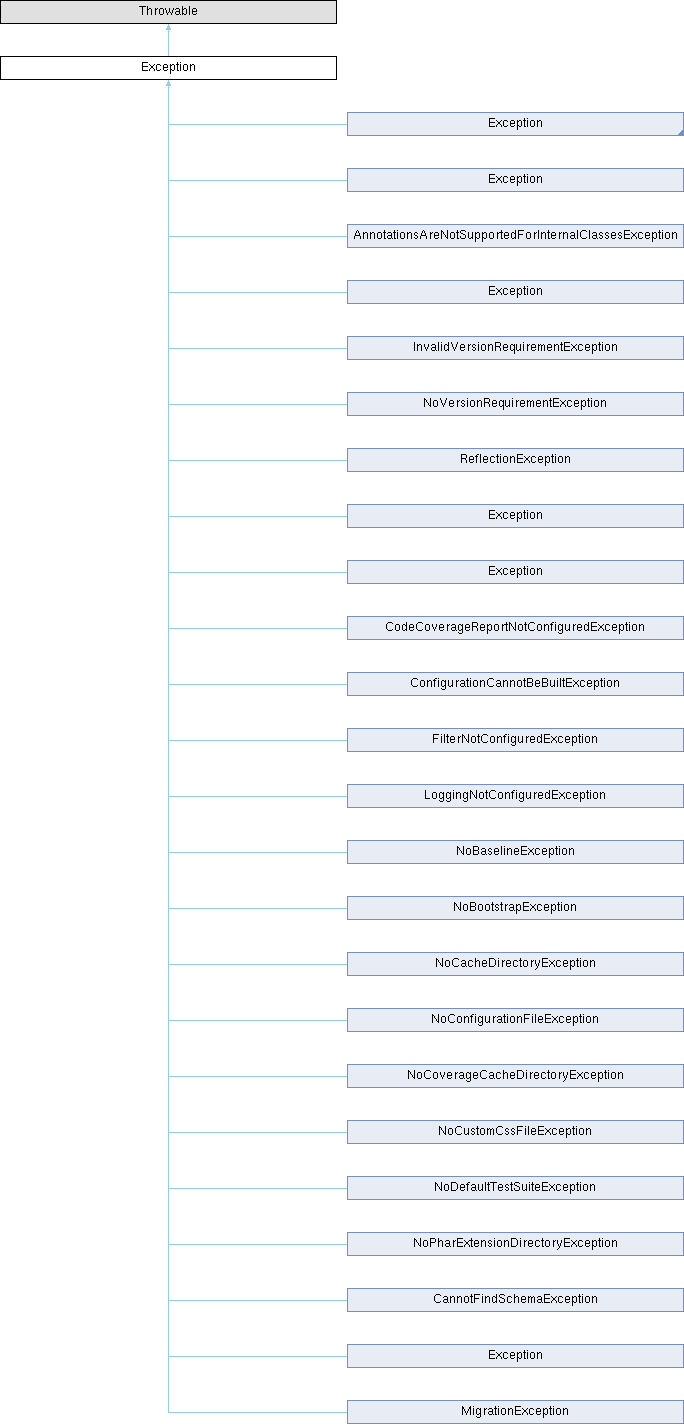 Throwable
Exception
Exception
Exception
AnnotationsAreNotSupportedForInternalClassesException
Exception
InvalidVersionRequirementException
NoVersionRequirementException
ReflectionException
Exception
Exception
CodeCoverageReportNotConfiguredException
ConfigurationCannotBeBuiltException
FilterNotConfiguredException
LoggingNotConfiguredException
NoBaselineException
NoBootstrapException
NoCacheDirectoryException
NoConfigurationFileException
NoCoverageCacheDirectoryException
NoCustomCssFileException
NoDefaultTestSuiteException
NoPharExtensionDirectoryException
CannotFindSchemaException
Exception
MigrationException